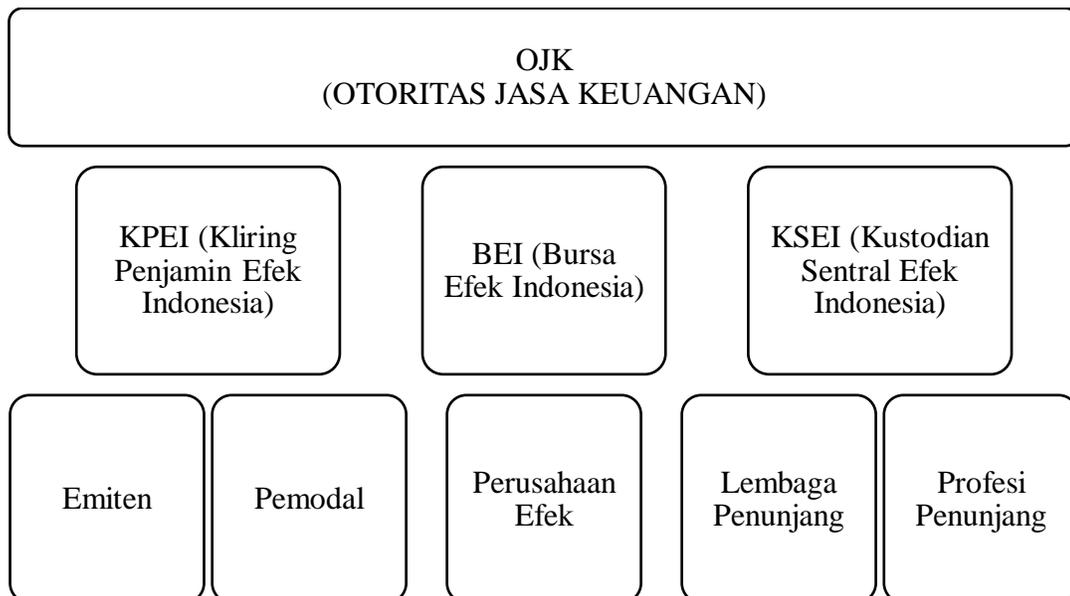 OJK
(OTORITAS JASA KEUANGAN)
KPEI (Kliring
Penjamin Efek
Indonesia)
BEI (Bursa
Efek Indonesia)
KSEI (Kustodian
Sentral Efek
Indonesia)
Emiten
Pemodal
Perusahaan
Efek
Lembaga
Penunjang
Profesi
Penunjang